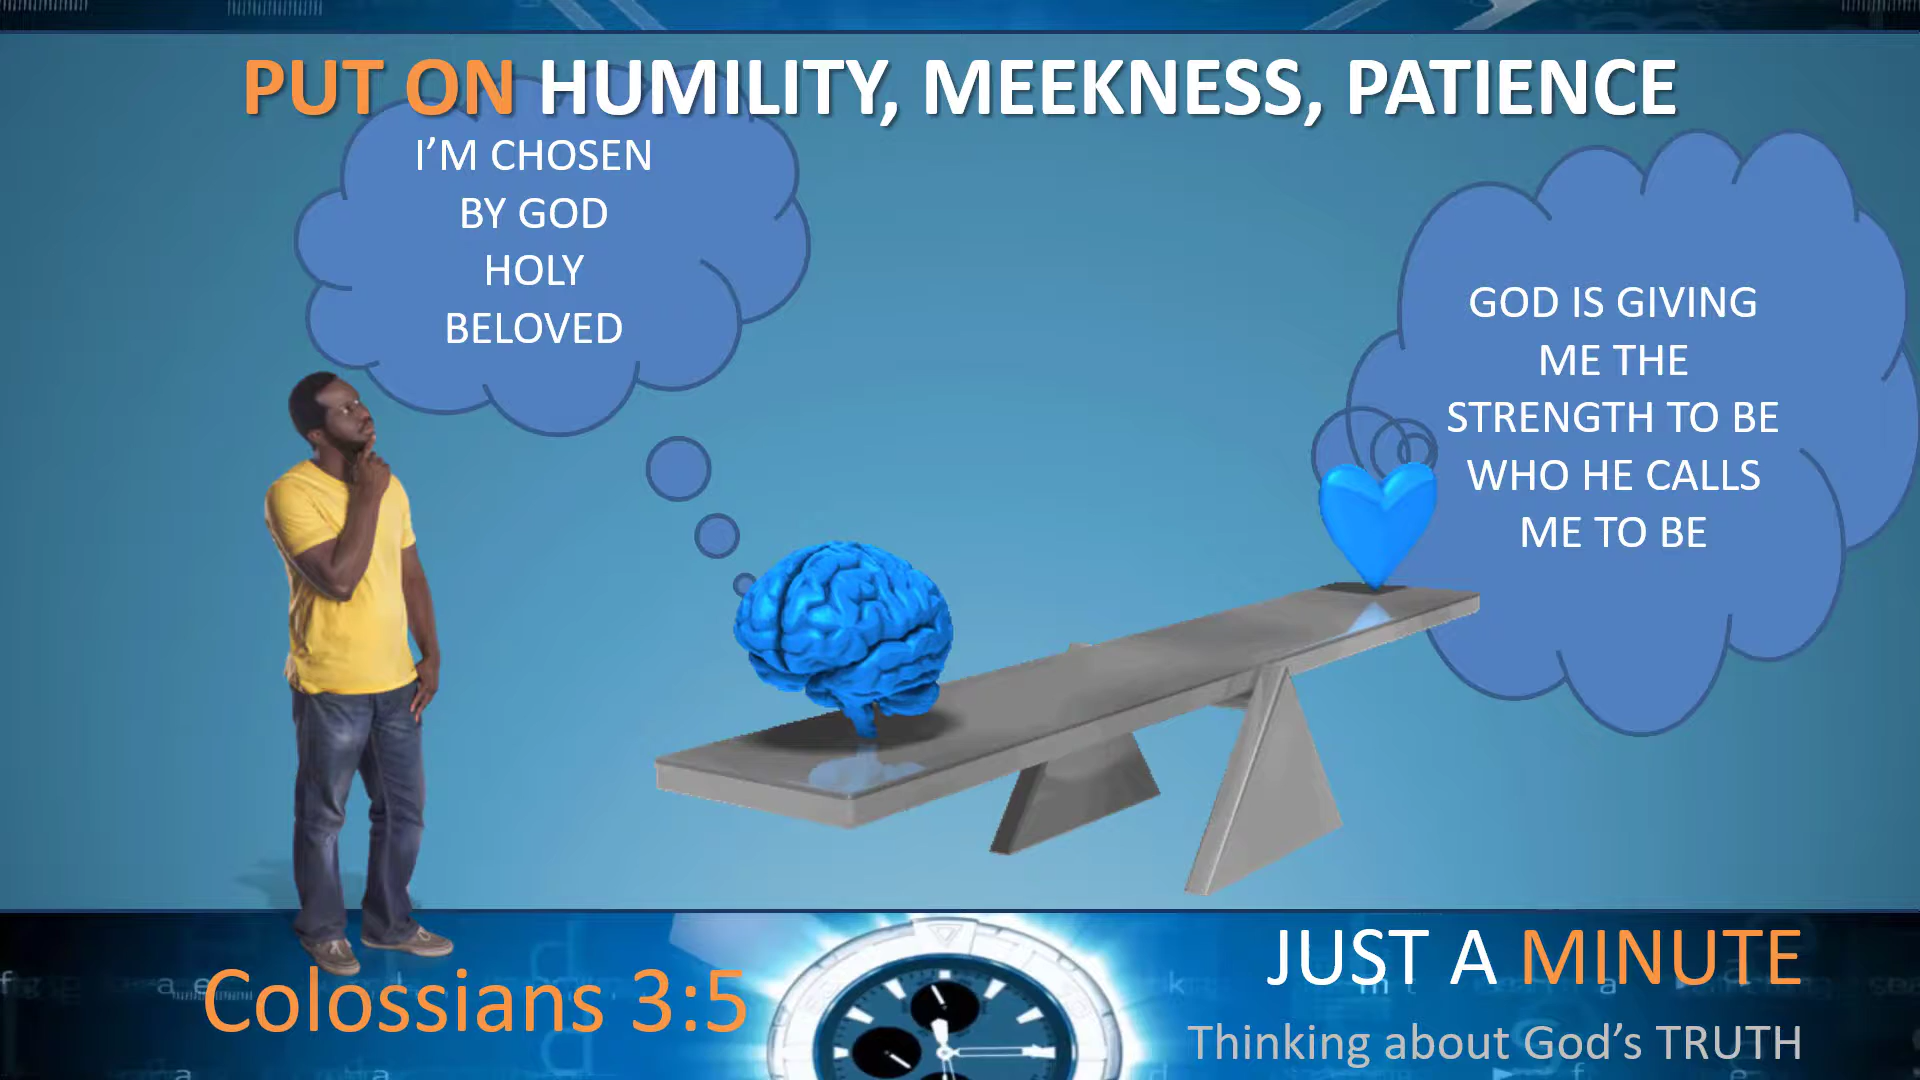 PUT ON HUMILITY, MEEKNESS, PATIENCE
I'M CHOSEN
BY GOD
HOLY
BELOVED
GOD IS GIVING
ME THE
STRENGTH TO BE
WHO HE CALLS
ME TO BE
Colossians 3:5
JUST A MINUTE
Thinking about God's TRUTH